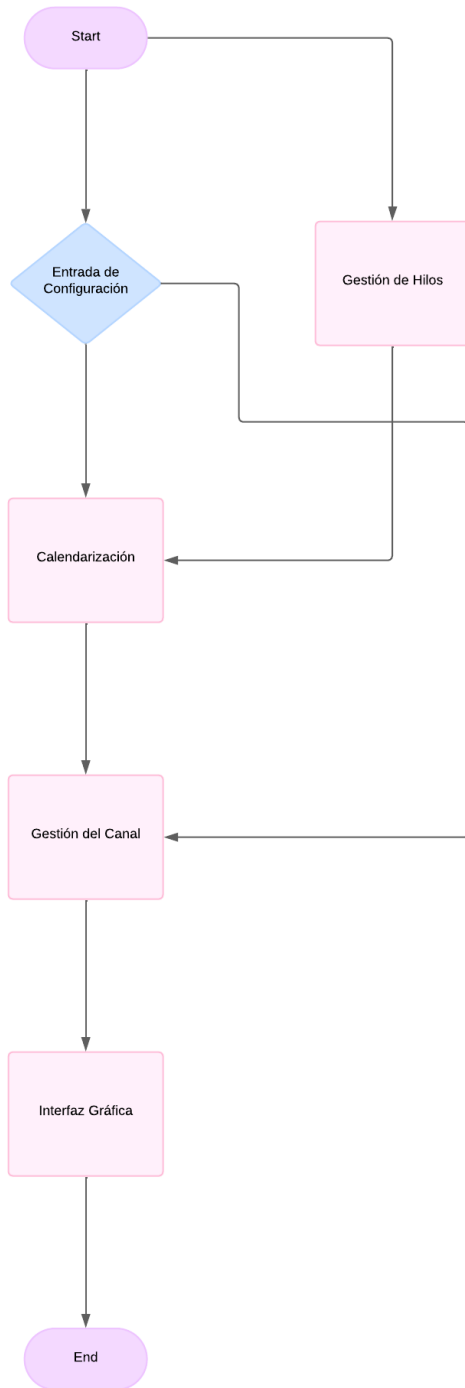 Start
Entrada de
Configuración
Gestión de Hilos
Calendarización
Gestión del Canal
Interfaz Gráfica
End